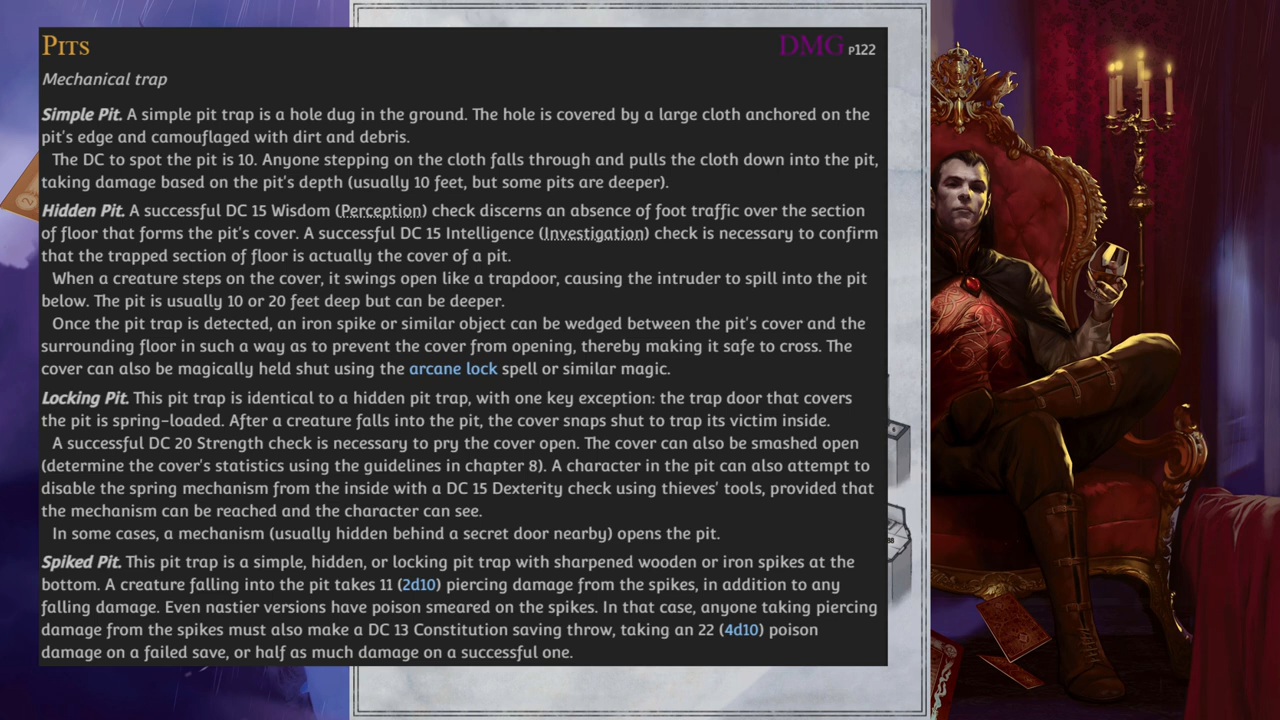 PITS DMG P122
Mechanical trap
Simple Pit. A simple pit trap is a hole dug in the ground. The hole is covered by a large cloth anchored on the
pit's edge and camouflaged with dirt and debris.
The DC to spot the pit is 10. Anyone stepping on the cloth falls through and pulls the cloth down into the pit,
taking damage based on the pit's depth (usually 10 feet, but some pits are deeper).
Hidden Pit. A successful DC 15 Wisdom (Perception) check discerns an absence of foot traffic over the section
of floor that forms the pit's cover. A successful DC 15 Intelligence (Investigation) check is necessary to confirm
that the trapped section of floor is actually the cover of a pit.
When a creature steps on the cover, it swings open like a trapdoor, causing the intruder to spill into the pit
below. The pit is usually 10 or 20 feet deep but can be deeper.
Once the pit trap is detected, an iron spike or similar object can be wedged between the pit's cover and the
surrounding floor in such a way as to prevent the cover from opening, thereby making it safe to cross. The
cover can also be magically held shut using the arcane lock spell or similar magic.
Locking Pit. This pit trap is identical to a hidden pit trap, with one key exception: the trap door that covers
the pit is spring-loaded. After a creature falls into the pit, the cover snaps shut to trap its victim inside.
A successful DC 20 Strength check is necessary to pry the cover open. The cover can also be smashed open
(determine the cover's statistics using the guidelines in chapter 8). A character in the pit can also attempt to
disable the spring mechanism from the inside with a DC 15 Dexterity check using thieves' tools, provided that
the mechanism can be reached and the character can see.
In some cases, a mechanism (usually hidden behind a secret door nearby) opens the pit.
Spiked Pit. This pit trap is a simple, hidden, or locking pit trap with sharpened wooden or iron spikes at the
bottom. A creature falling into the pit takes 11 (2d10) piercing damage from the spikes, in addition to any
falling damage. Even nastier versions have poison smeared on the spikes. In that case, anyone taking piercing
damage from the spikes must also make a DC 13 Constitution saving throw, taking an 22 (4d10) poison
damage on a failed save, or half as much damage on a successful one.